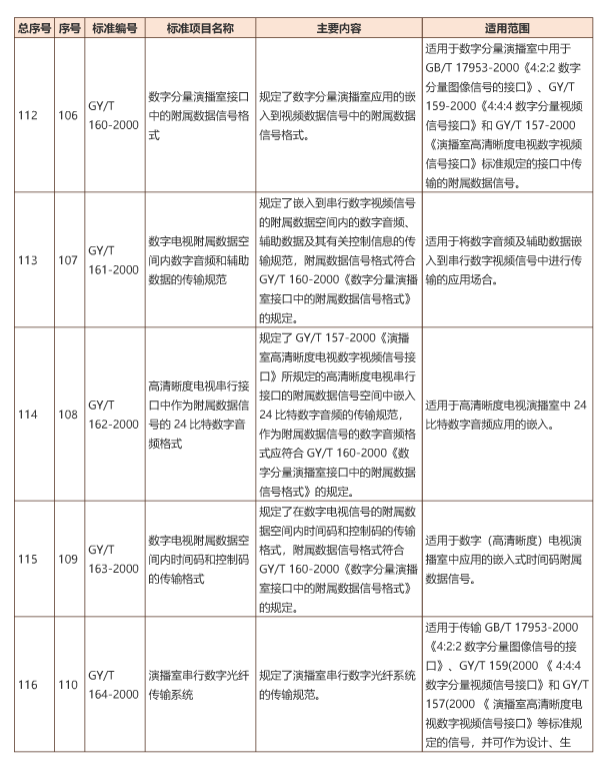 总序号 序号 标准编号 标准项目名称 主要内容 适用范围
112
106
GY/T
160-2000
数字分量演播室接口
中的附属数据信号格
式
规定了数字分量演播室应用的嵌
入到视频数据信号中的附属数据
信号格式。
适用于数字分量演播室中用于
GB/T 17953-2000《4:2:2 数字
分量图像信号的接口》、GY/T
159-2000《4:4:4 数字分量视频
信号接口》和 GY/T 157-2000
《演播室高清晰度电视数字视频
信号接口》标准规定的接口中传
输的附属数据信号。
113
107
GY/T
161-2000
数字电视附属数据空
间内数字音频和辅助
数据的传输规范
规定了嵌入到串行数字视频信号
的附属数据空间内的数字音频、
辅助数据及其有关控制信息的传
输规范，附属数据信号格式符合
GY/T 160-2000《数字分量演播
室接口中的附属数据信号格式》
的规定。
适用于将数字音频及辅助数据嵌
入到串行数字视频信号中进行传
输的应用场合。
114
108
GY/T
162-2000
高清晰度电视串行接
口中作为附属数据信
号的 24 比特数字音
频格式
规定了 GY/T 157-2000《演播
室高清晰度电视数字视频信号接
口》所规定的高清晰度电视串行
接口的附属数据信号空间中嵌入
24 比特数字音频的传输规范，
作为附属数据信号的数字音频格
式应符合 GY/T 160-2000《数
字分量演播室接口中的附属数据
信号格式》的规定。
适用于高清晰度电视演播室中 24
比特数字音频应用的嵌入。
115
109
GY/T
163-2000
数字电视附属数据空
间内时间码和控制码
的传输格式
规定了在数字电视信号的附属数
据空间内时间码和控制码的传输
格式，附属数据信号格式符合
GY/T 160-2000《数字分量演播
室接口中的附属数据信号格式》
的规定。
适用于数字（高清晰度）电视演
播室中应用的嵌入式时间码附属
数据信号。
116
110
GY/T
164-2000
演播室串行数字光纤
传输系统
规定了演播室串行数字光纤系统
的传输规范。
适用于传输 GB/T 17953-2000
《4:2:2 数字分量图像信号的接
口》、GY/T 159(2000 《 4:4:4
数字分量视频信号接口》和 GY/T
157(2000 《 演播室高清晰度电
视数字视频信号接口》等标准规
定的信号，并可作为设计、生